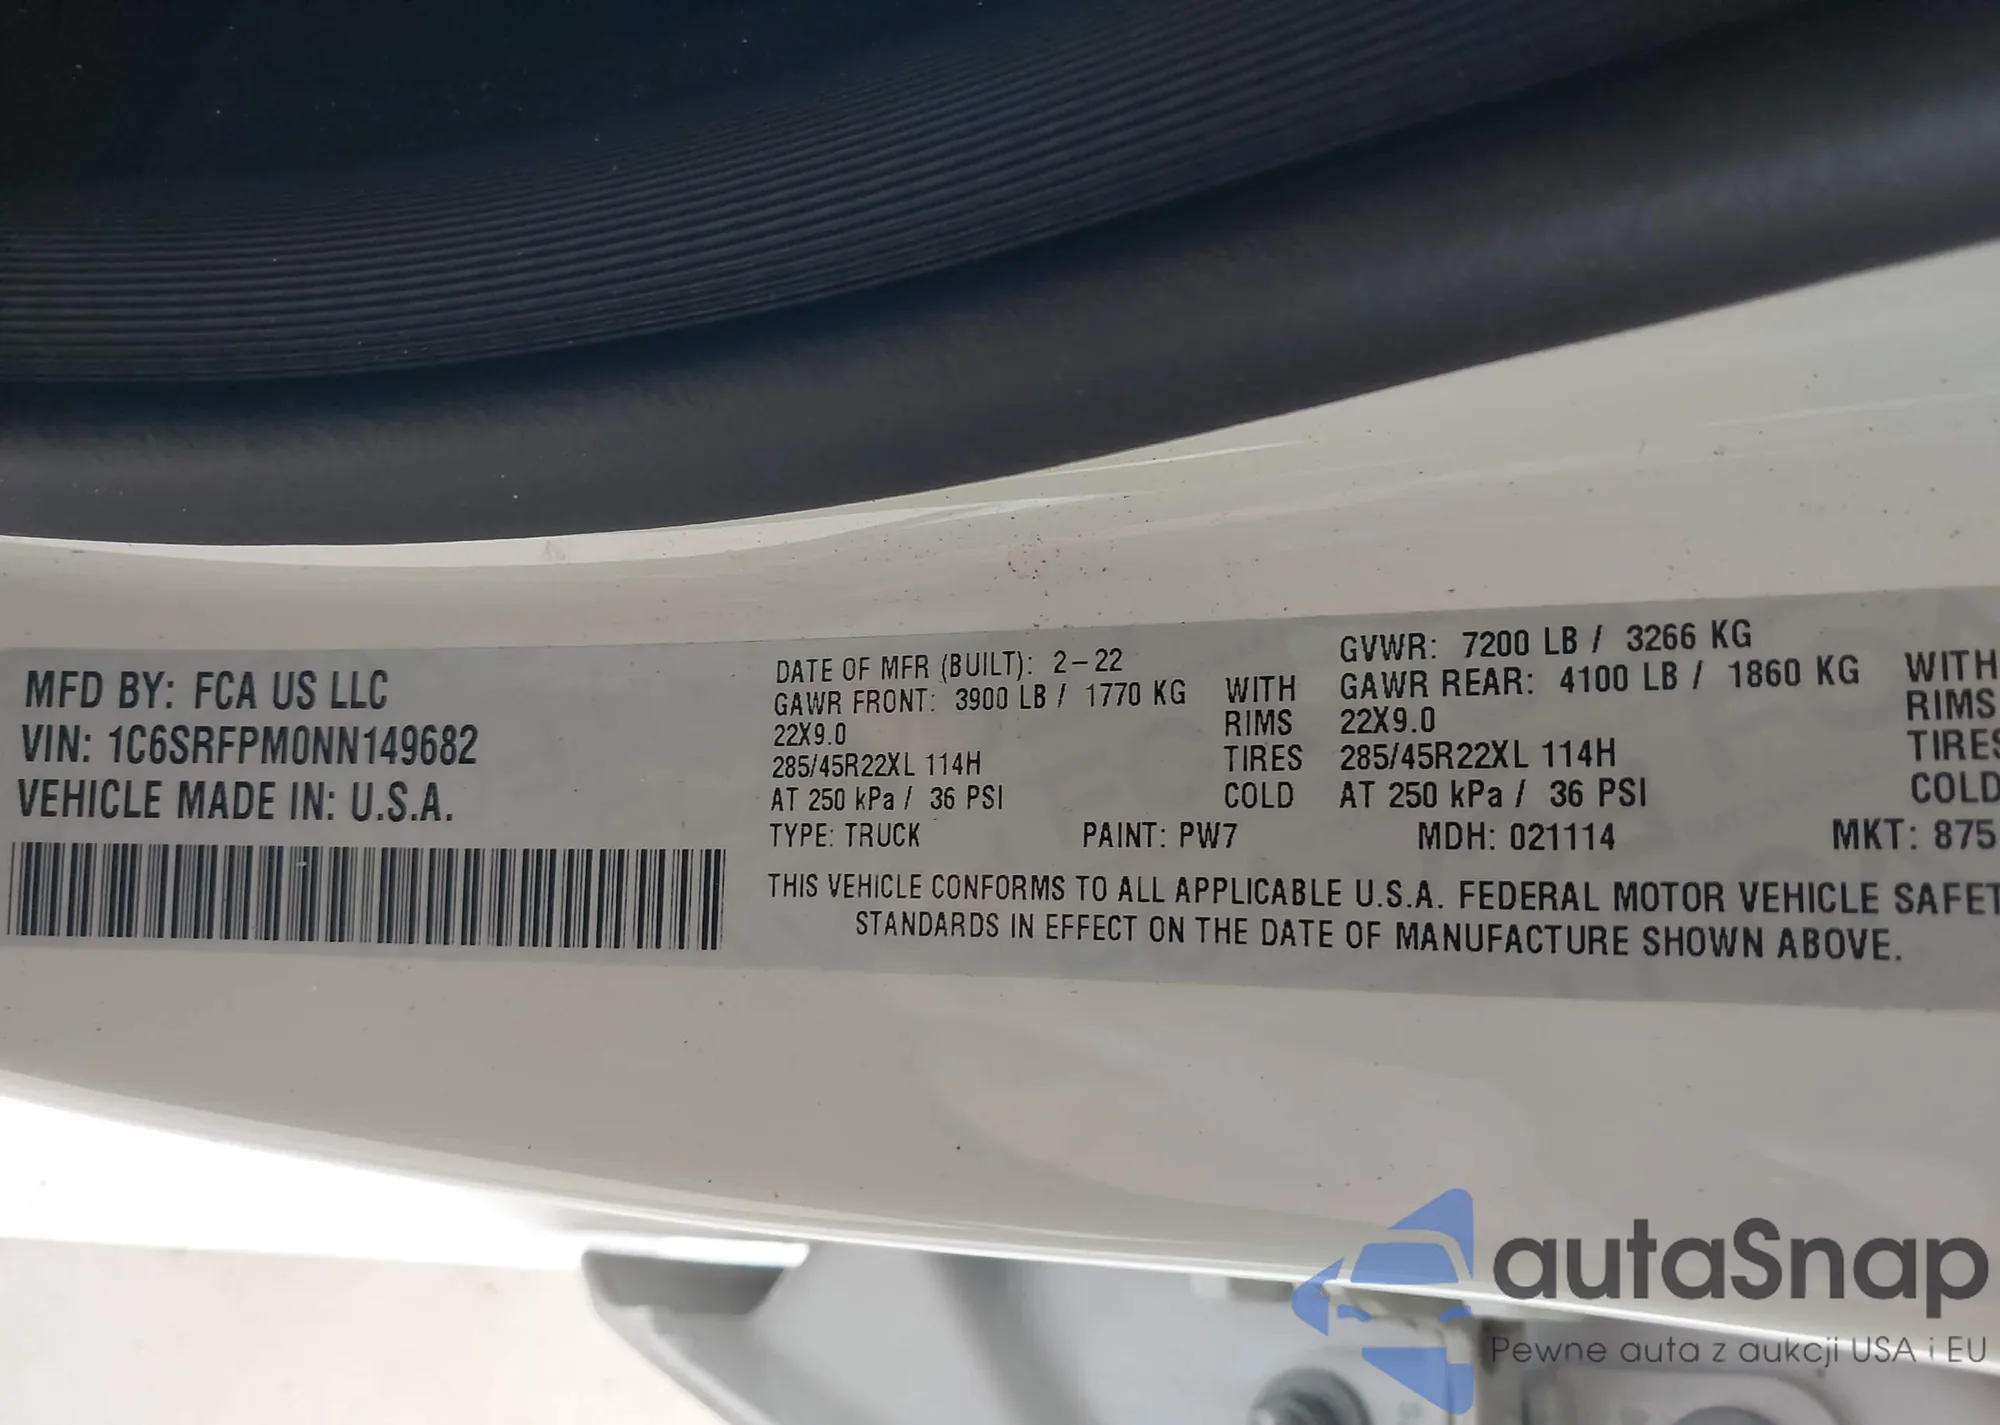 MFD BY: FCA US LLC
VIN: 1C6SRFPM0NN149682
VEHICLE MADE IN: U.S.A.
DATE OF MFR (BUILT): 2-22
GAWR FRONT: 3900 LB / 1770 KG WITH
22X9.0 RIMS
285/45R22XL 114H TIRES
AT 250 kPa / 36 PSI COLD
GVWR: 7200 LB / 3266 KG
GAWR REAR: 4100 LB / 1860 KG WITH
22X9.0 RIMS
285/45R22XL 114H TIRES
AT 250 kPa / 36 PSI COLD
TYPE: TRUCK PAINT: PW7 MDH: 021114 MKT: 875
THIS VEHICLE CONFORMS TO ALL APPLICABLE U.S.A. FEDERAL MOTOR VEHICLE SAFET
STANDARDS IN EFFECT ON THE DATE OF MANUFACTURE SHOWN ABOVE.
autaSnap
Pewne auta z aukcji USA i EU